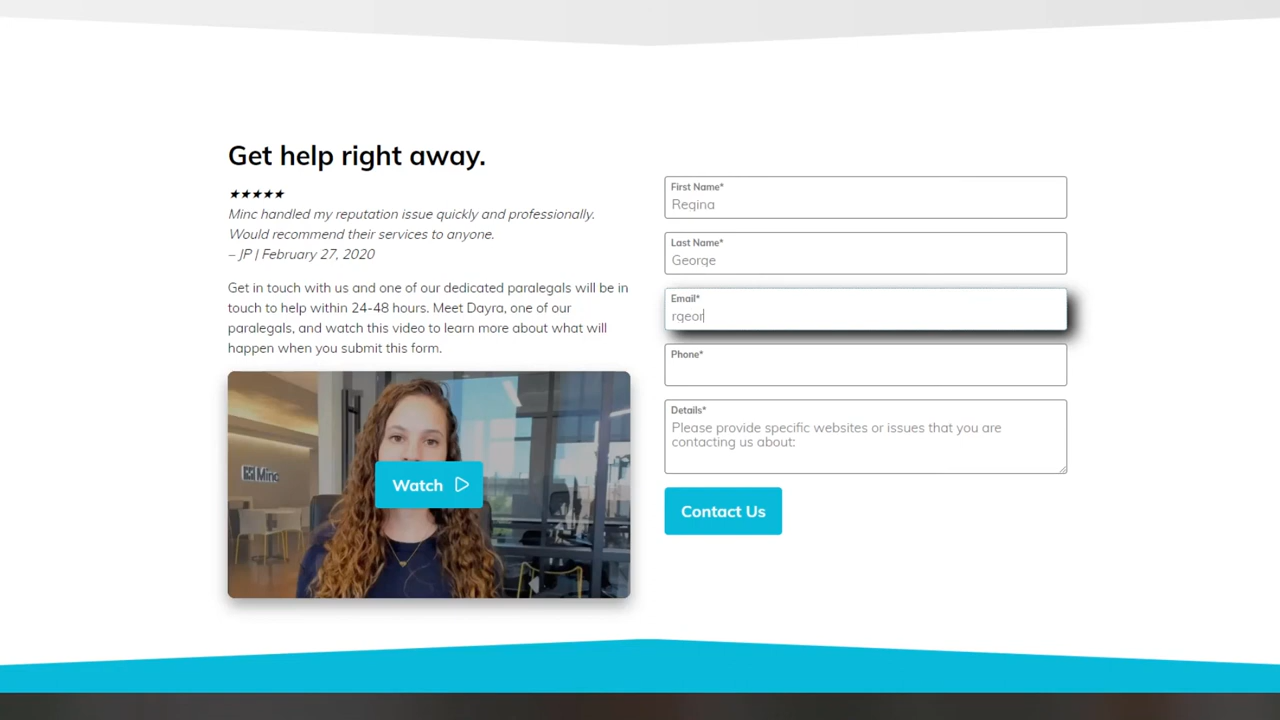 Get help right away.
★★★★★
Minc handled my reputation issue quickly and professionally.
Would recommend their services to anyone.
– JP | February 27, 2020
Get in touch with us and one of our dedicated paralegals will be in
touch to help within 24-48 hours. Meet Dayra, one of our
paralegals, and watch this video to learn more about what will
happen when you submit this form.
Minc
Watch
First Name*
Regina
Last Name*
George
Email*
rgeor
Phone*
Details*
Please provide specific websites or issues that you are
contacting us about:
Contact Us